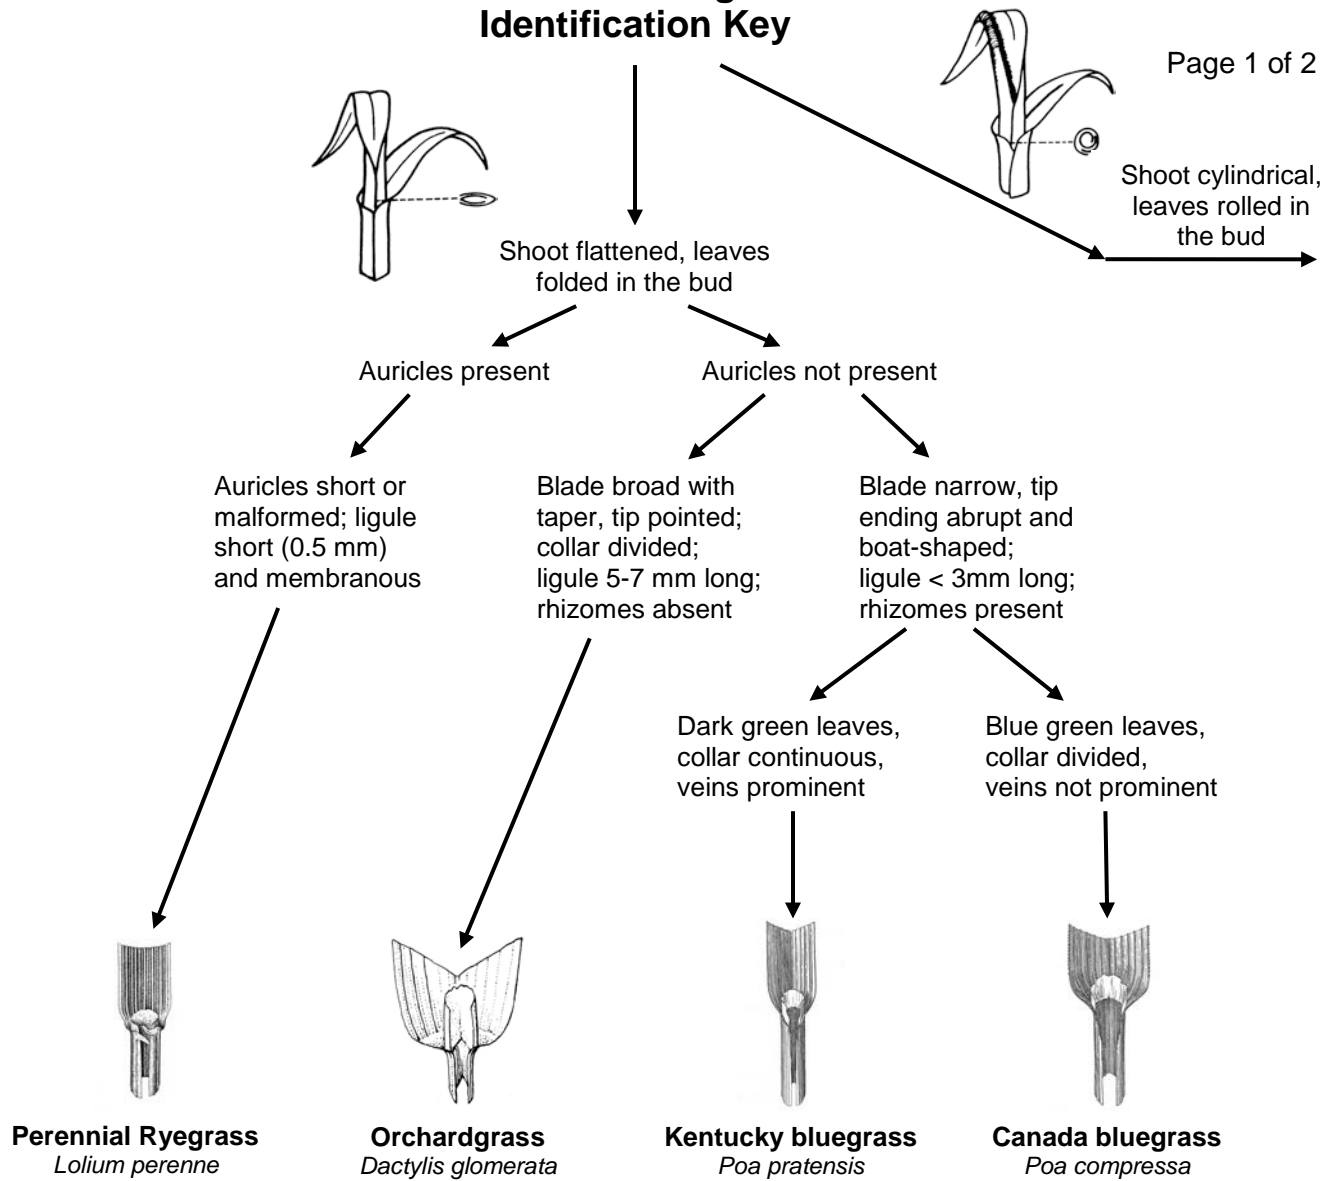 Identification Key
Page 1 of 2
Shoot cylindrical,
leaves rolled in
the bud
Shoot flattened, leaves
folded in the bud
Auricles present
Auricles not present
Auricles short or
malformed; ligule
short (0.5 mm)
and membranous
Blade broad with
taper, tip pointed;
collar divided;
ligule 5-7 mm long;
rhizomes absent
Blade narrow, tip
ending abrupt and
boat-shaped;
ligule < 3mm long;
rhizomes present
Dark green leaves,
collar continuous,
veins prominent
Blue green leaves,
collar divided,
veins not prominent
Perennial Ryegrass
Lolium perenne
Orchardgrass
Dactylis glomerata
Kentucky bluegrass
Poa pratensis
Canada bluegrass
Poa compressa